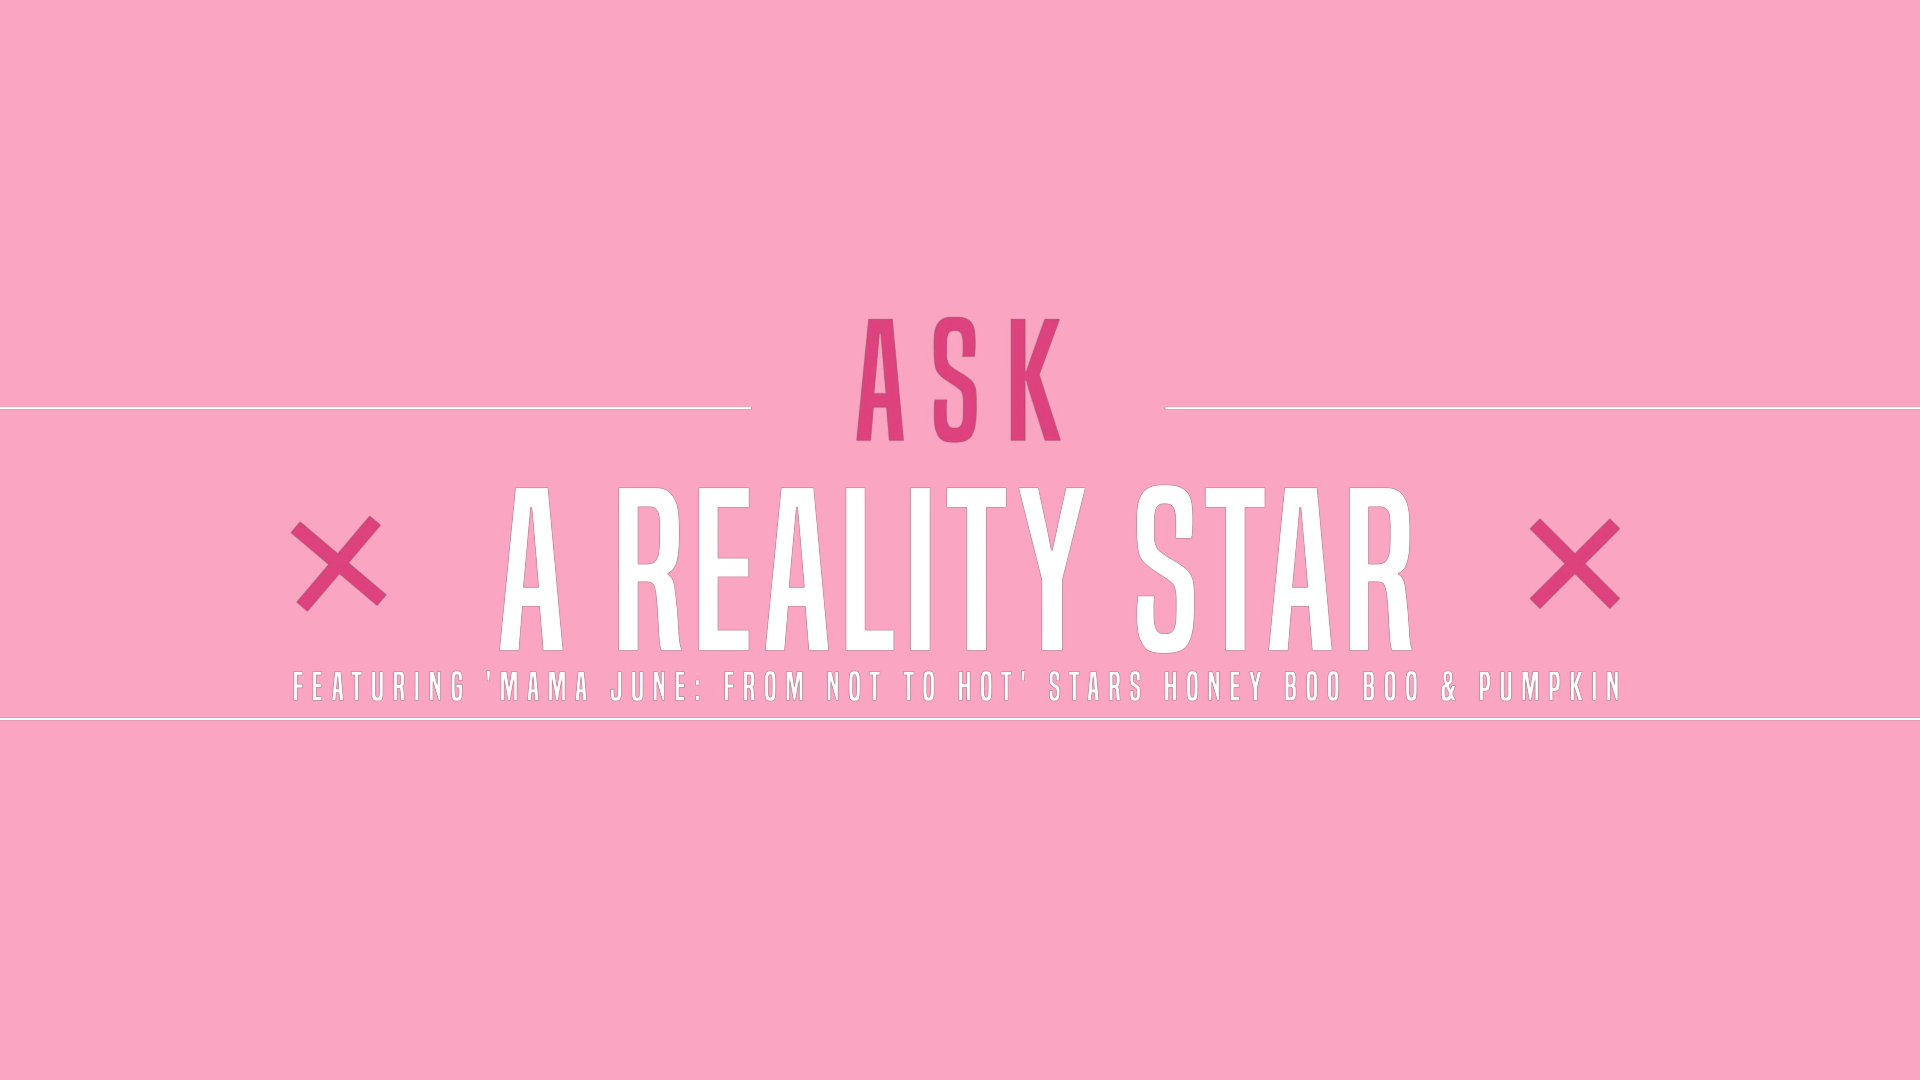 ASK
A REALITY STAR
FEATURING 'MAMA JUNE: FROM NOT TO HOT' STARS HONEY BOO BOO & PUMPKIN